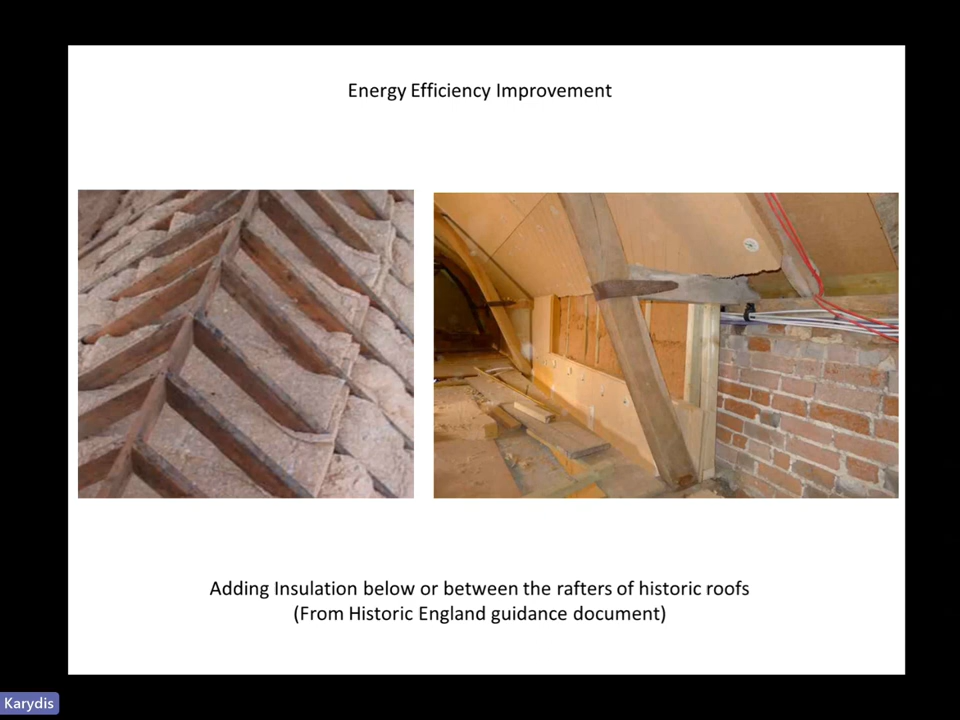 Energy Efficiency Improvement
Adding Insulation below or between the rafters of historic roofs
(From Historic England guidance document)
Karydis